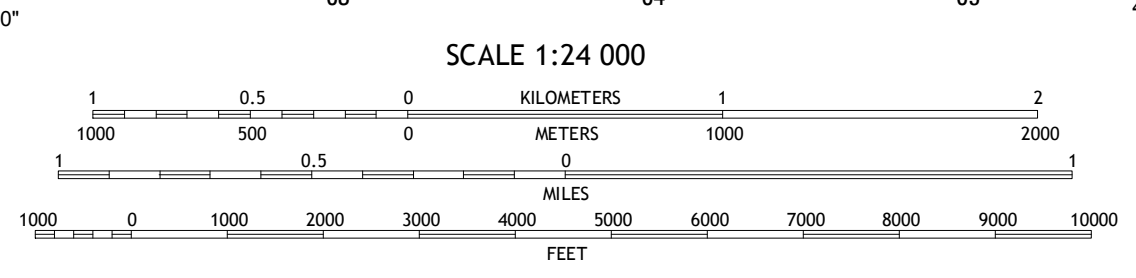 0"
SCALE 1:24 000
1 0.5 0 KILOMETERS 1 2
1000 500 0 METERS 1000 2000
1 0.5 0 1
MILES
1000 0 1000 2000 3000 4000 5000 6000 7000 8000 9000 10000
FEET